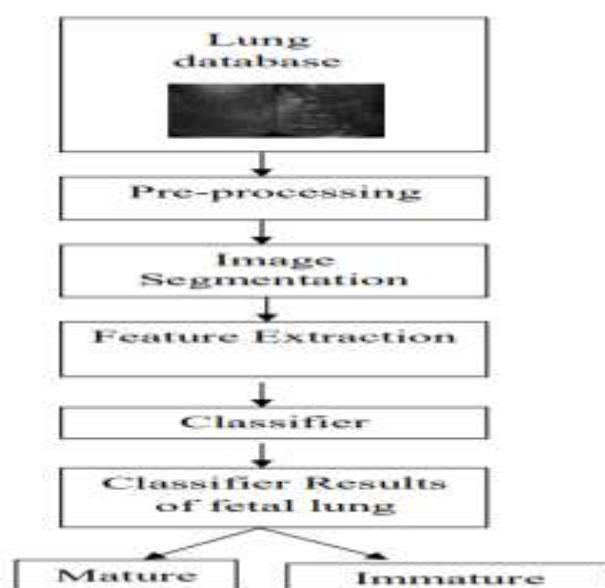 Lung
database
Pre-processing
Image
Segmentation
Feature Extraction
Classifier
Classifier Results
of fetal lung
Mature
Immature